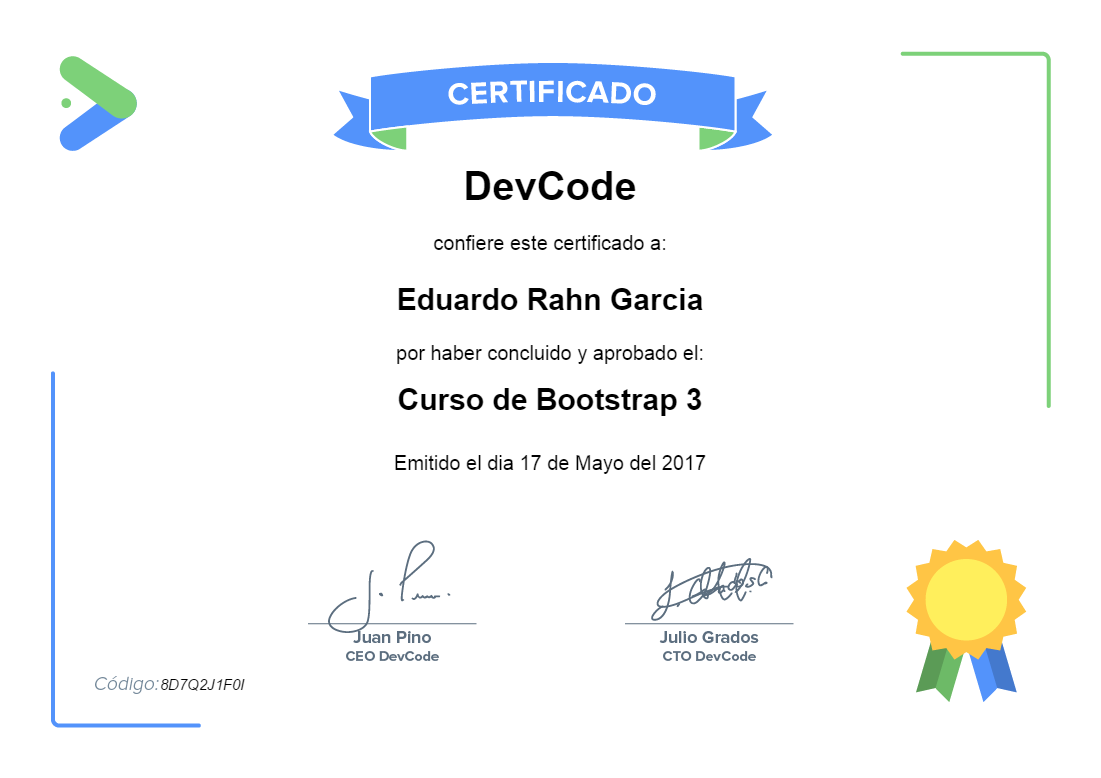 CERTIFICADO
DevCode
confiere este certificado a:
Eduardo Rahn Garcia
por haber concluido y aprobado el:
Curso de Bootstrap 3
Emitido el dia 17 de Mayo del 2017
Juan Pino
CEO DevCode
Julio Grados
CTO DevCode
Código: 8D7Q2J1F0I